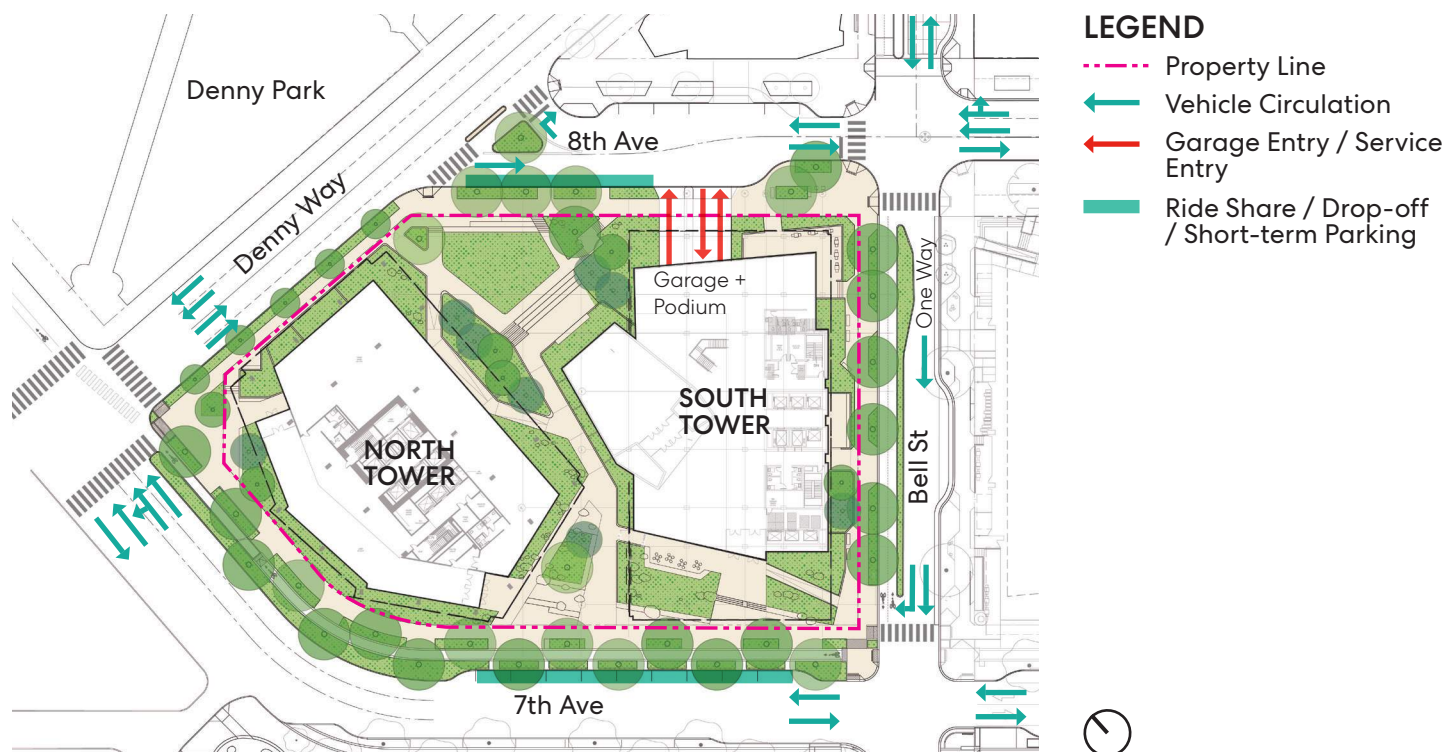 LEGEND
Property Line
Vehicle Circulation
Garage Entry / Service
Entry
Ride Share / Drop-off
/ Short-term Parking
Denny Park
8th Ave
Denny Way
One Way
Garage +
Podium
SOUTH
TOWER
NORTH
TOWER
Bell St
7th Ave